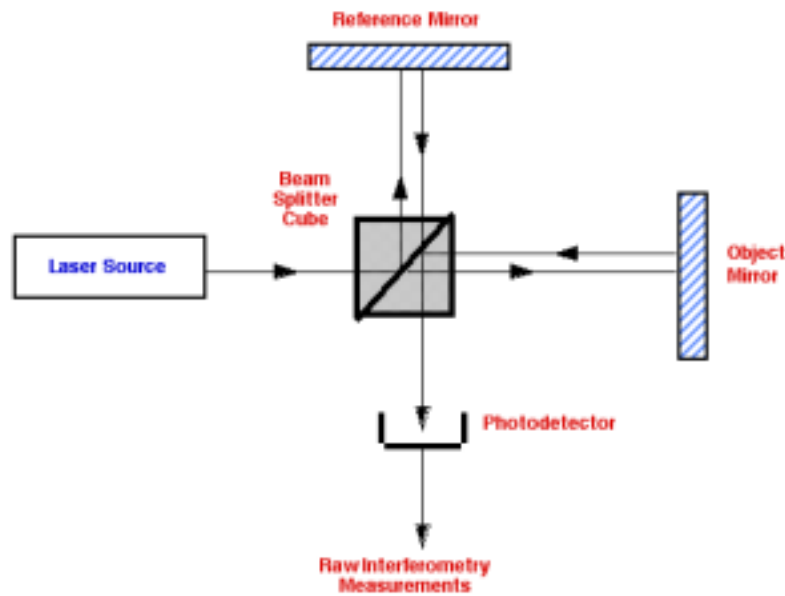 Reference Mirror
Beam
Splitter
Cube
Laser Source
Object
Mirror
Photodetector
Raw Interferometry
Measurements